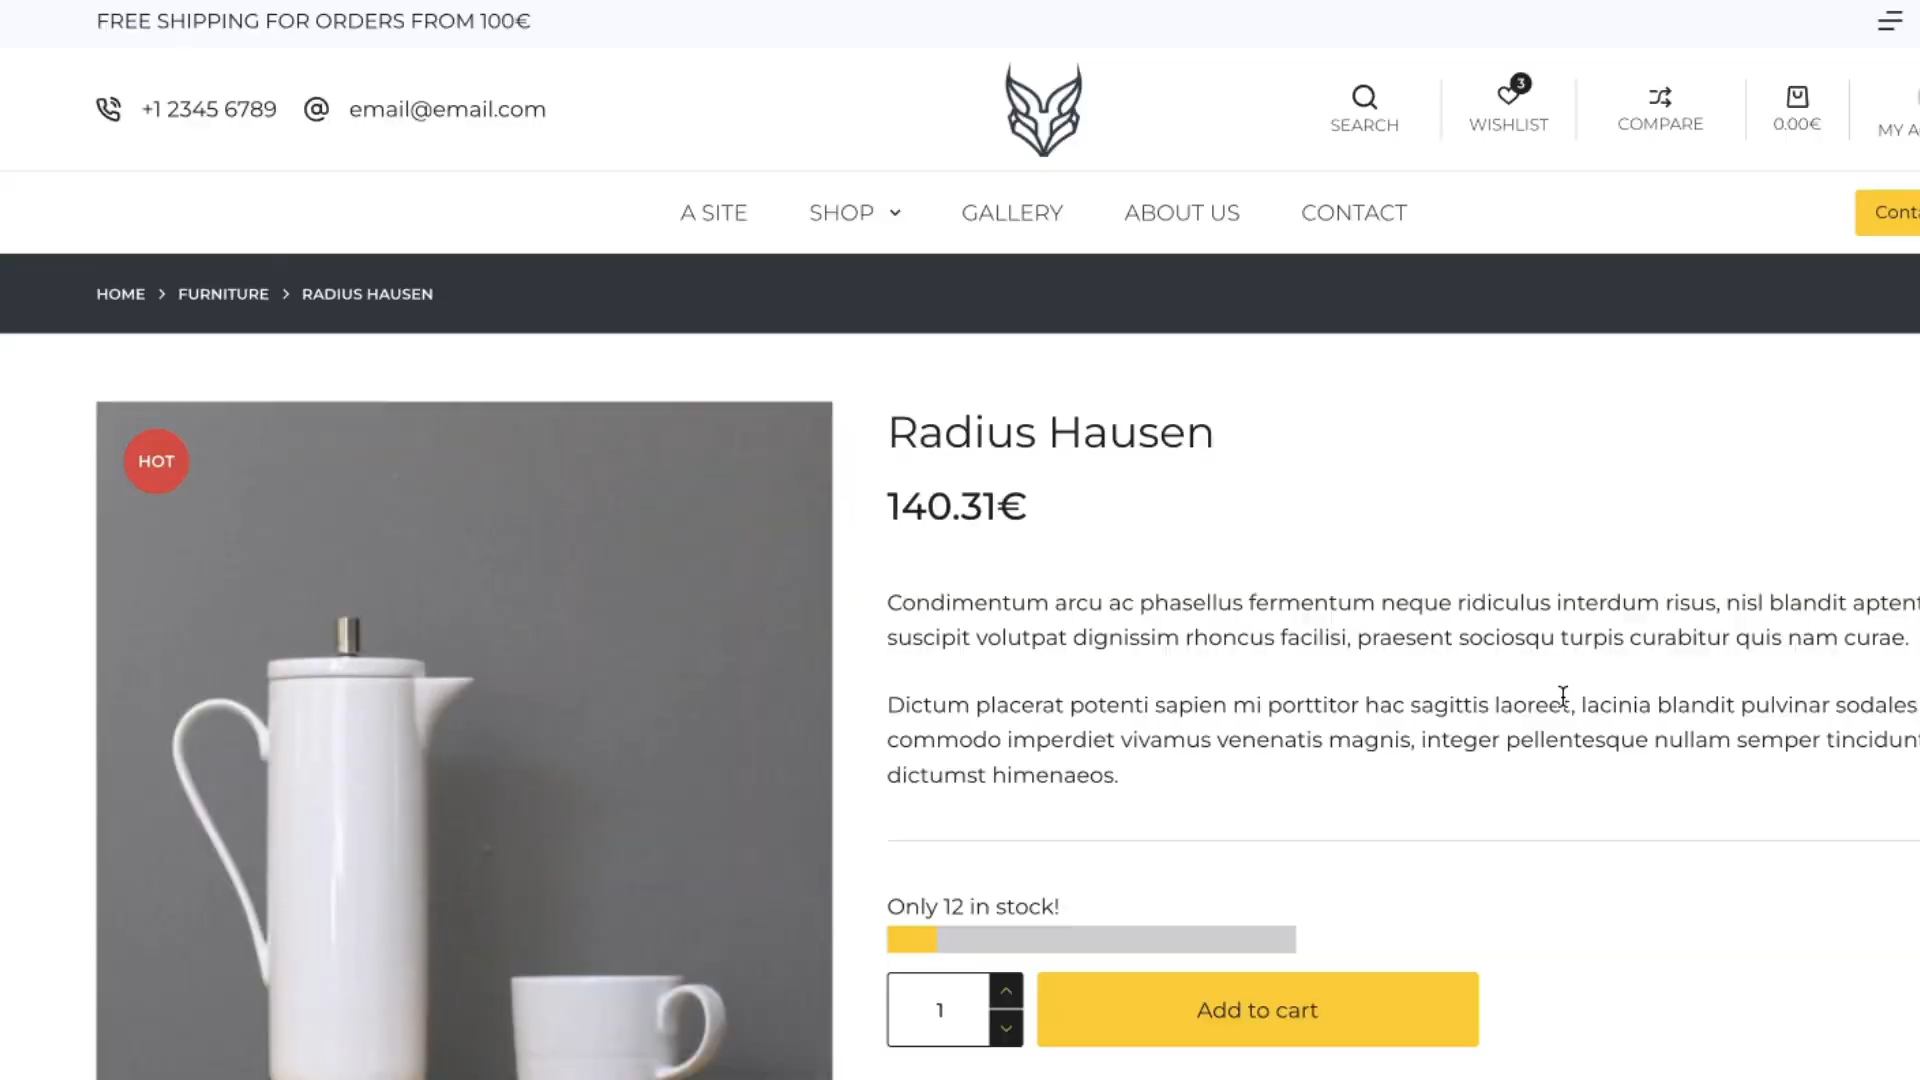 FREE SHIPPING FOR ORDERS FROM 100€
+1 2345 6789 email@email.com
3
SEARCH WISHLIST COMPARE 0.00€
A SITE SHOP GALLERY ABOUT US CONTACT
HOME > FURNITURE > RADIUS HAUSEN
HOT
Radius Hausen
140.31€
Condimentum arcu ac phasellus fermentum neque ridiculus interdum risus, nisl blandit aptent
suscipit volutpat dignissim rhoncus facilisi, praesent sociosqu turpis curabitur quis nam curae.
Dictum placerat potenti sapien mi porttitor hac sagittis laoreet, lacinia blandit pulvinar sodales
commodo imperdiet vivamus venenatis magnis, integer pellentesque nullam semper tincidunt
dictumst himenaeos.
Only 12 in stock!
1 Add to cart